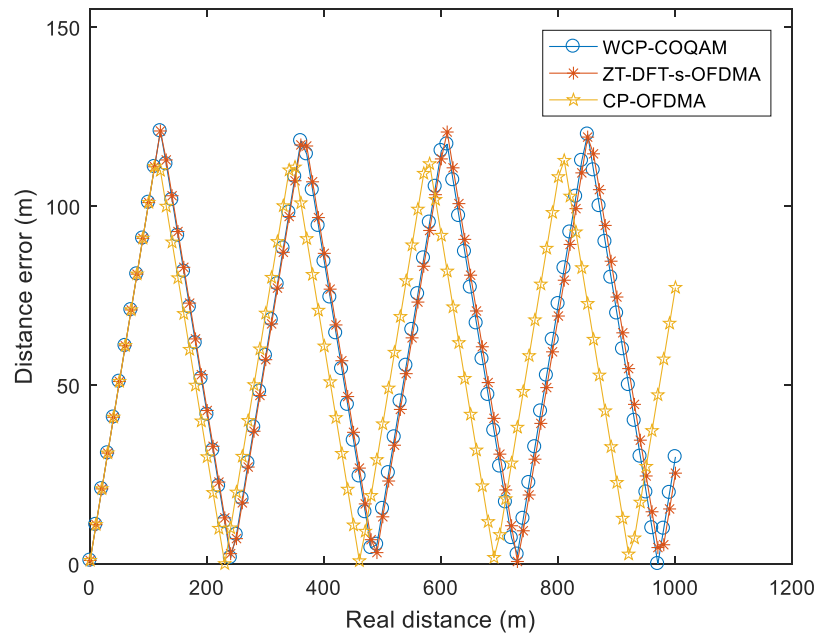 150
100
50
0
Distance error (m)
WCP-COQAM
ZT-DFT-s-OFDMA
CP-OFDMA
0 200 400 600 800 1000 1200
Real distance (m)